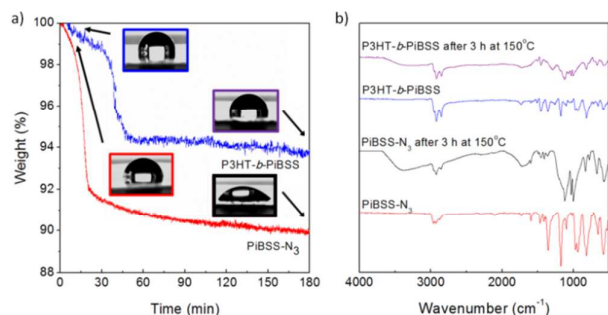 a)
100
98
96
94
92
90
88
Weight (%)
P3HT-b-PiBSS
PiBSS-N3
0
30
60
90
120
150
180
Time (min)
b)
P3HT-b-PiBSS after 3 h at 150°C
P3HT-b-PiBSS
PiBSS-N3 after 3 h at 150°C
PiBSS-N3
4000
3000
2000
1000
Wavenumber (cm-1)